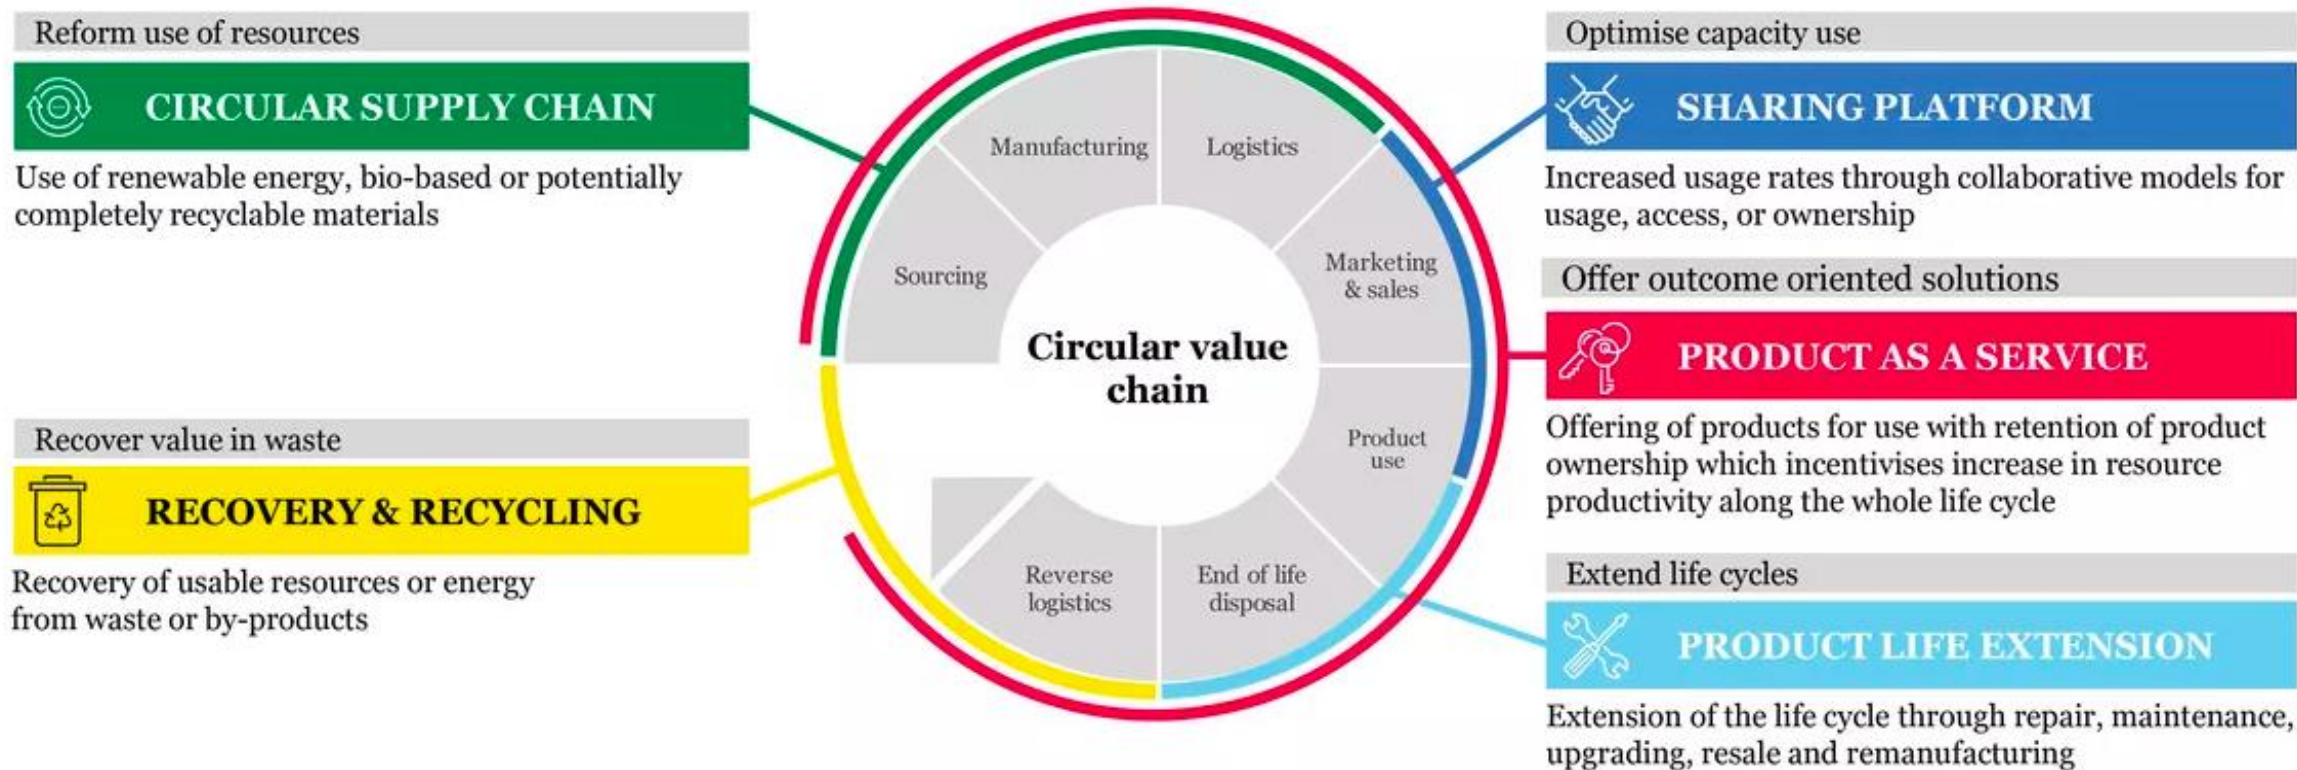 Reform use of resources
CIRCULAR SUPPLY CHAIN
Use of renewable energy, bio-based or potentially
completely recyclable materials
Recover value in waste
RECOVERY & RECYCLING
Recovery of usable resources or energy
from waste or by-products
Manufacturing
Logistics
Sourcing
Marketing
& sales
Circular value
chain
Product
use
Reverse
logistics
End of life
disposal
Optimise capacity use
SHARING PLATFORM
Increased usage rates through collaborative models for
usage, access, or ownership
Offer outcome oriented solutions
PRODUCT AS A SERVICE
Offering of products for use with retention of product
ownership which incentivises increase in resource
productivity along the whole life cycle
Extend life cycles
PRODUCT LIFE EXTENSION
Extension of the life cycle through repair, maintenance,
upgrading, resale and remanufacturing